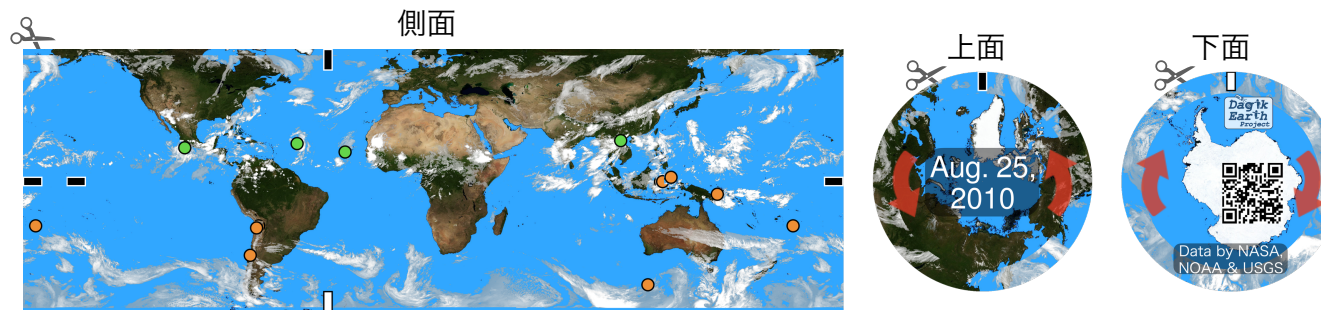 側面
上面
下面
Aug. 25,
2010
Dagik
Earth
Project
Data by NASA,
NOAA & USGS